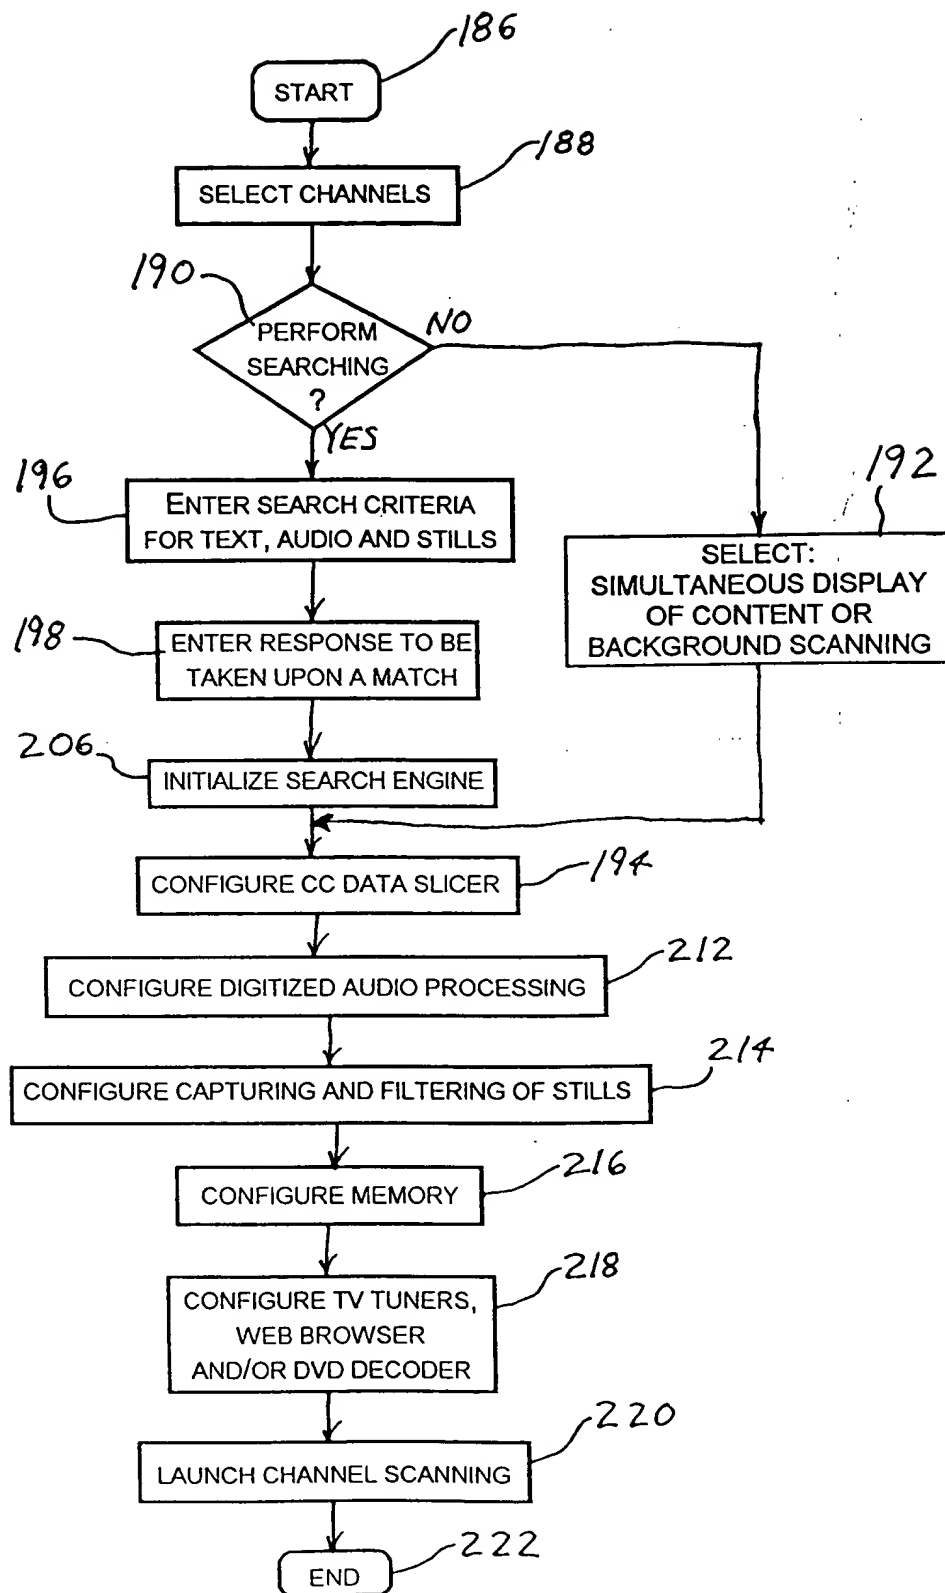 186
START
188
SELECT CHANNELS
190
PERFORM
SEARCHING
?
NO
YES
196
ENTER SEARCH CRITERIA
FOR TEXT, AUDIO AND STILLS
192
SELECT:
SIMULTANEOUS DISPLAY
OF CONTENT OR
BACKGROUND SCANNING
198
ENTER RESPONSE TO BE
TAKEN UPON A MATCH
206
INITIALIZE SEARCH ENGINE
194
CONFIGURE CC DATA SLICER
212
CONFIGURE DIGITIZED AUDIO PROCESSING
214
CONFIGURE CAPTURING AND FILTERING OF STILLS
216
CONFIGURE MEMORY
218
CONFIGURE TV TUNERS,
WEB BROWSER
AND/OR DVD DECODER
220
LAUNCH CHANNEL SCANNING
222
END